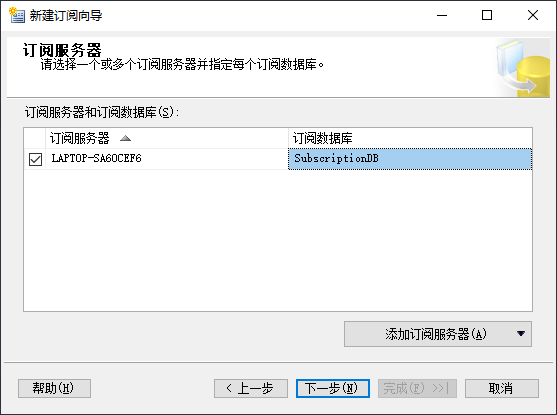 新建订阅向导
订阅服务器
请选择一个或多个订阅服务器并指定每个订阅数据库。
订阅服务器和订阅数据库(S):
订阅服务器 订阅数据库
LAPTOP-SA60CEF6 SubscriptionDB
添加订阅服务器(A)
帮助(H) < 上一步 下一步(N) 完成(F) >>| 取消